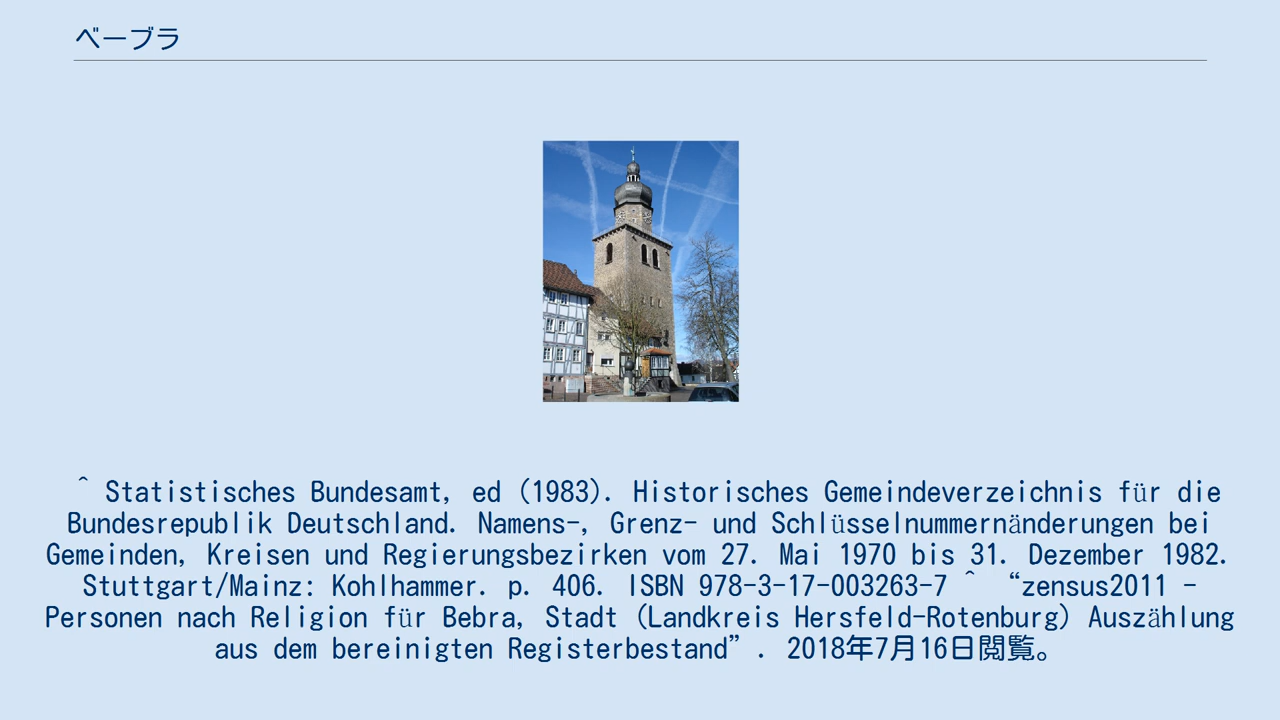 ベーブラ
^ Statistisches Bundesamt, ed (1983). Historisches Gemeindeverzeichnis für die
Bundesrepublik Deutschland. Namens-, Grenz- und Schlüsselnummernänderungen bei
Gemeinden, Kreisen und Regierungsbezirken vom 27. Mai 1970 bis 31. Dezember 1982.
Stuttgart/Mainz: Kohlhammer. p. 406. ISBN 978-3-17-003263-7 ^ “zensus2011 -
Personen nach Religion für Bebra, Stadt (Landkreis Hersfeld-Rotenburg) Auszählung
aus dem bereinigten Registerbestand”. 2018年7月16日閲覧。